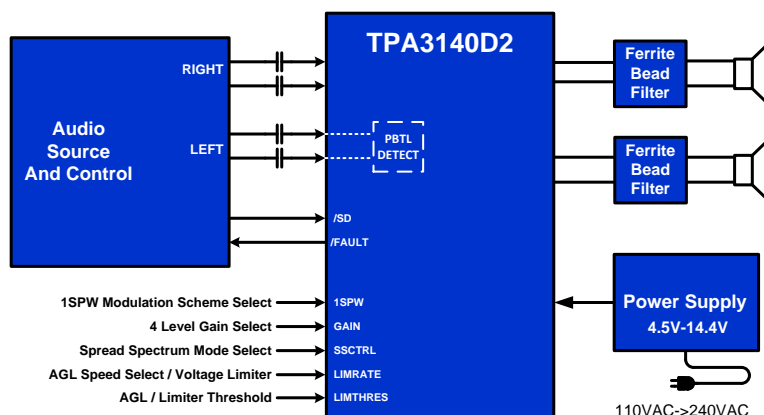 TPA3140D2
Audio
Source
And Control
RIGHT
LEFT
PBTL
DETECT
/SD
/FAULT
Ferrite
Bead
Filter
Ferrite
Bead
Filter
1SPW Modulation Scheme Select
1SPW
4 Level Gain Select
GAIN
Spread Spectrum Mode Select
SSCTRL
AGL Speed Select / Voltage Limiter
LIMRATE
AGL / Limiter Threshold
LIMTHRES
Power Supply
4.5V-14.4V
110VAC->240VAC